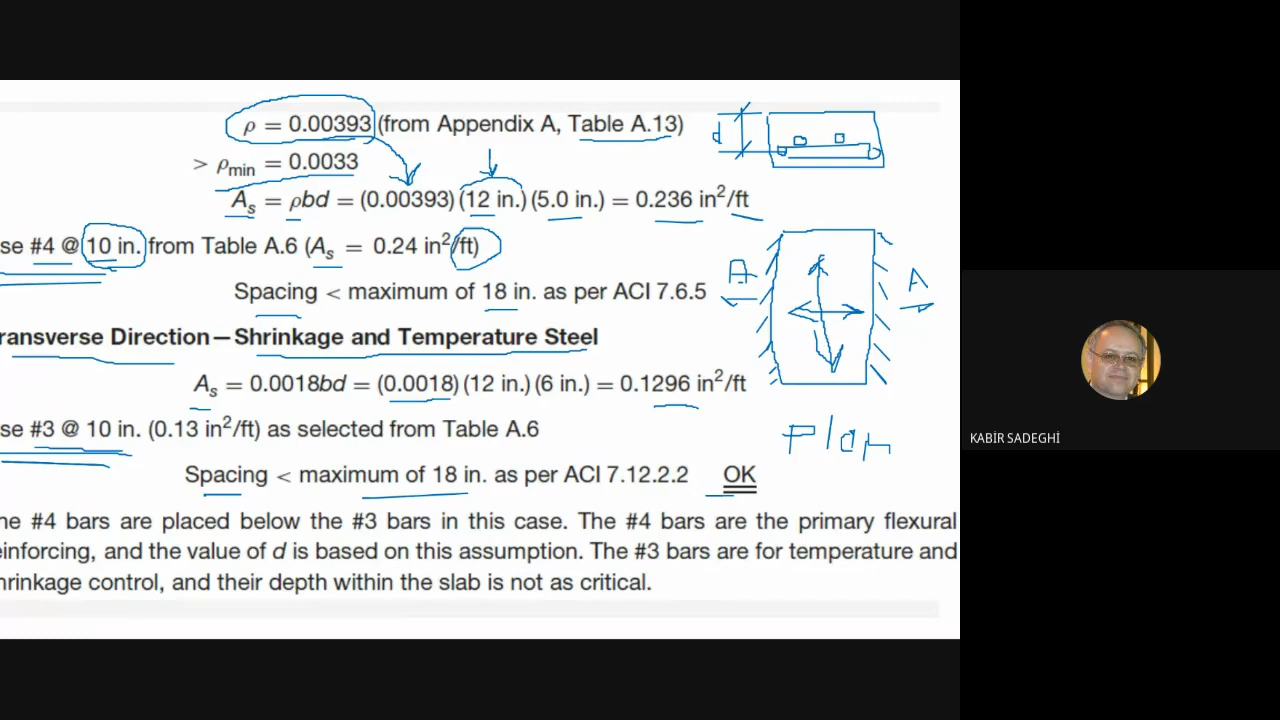 ρ = 0.00393 (from Appendix A, Table A.13)
> ρmin = 0.0033
As = ρbd = (0.00393) (12 in.) (5.0 in.) = 0.236 in²/ft
se #4 @ 10 in. from Table A.6 (As = 0.24 in²/ft)
Spacing < maximum of 18 in. as per ACI 7.6.5
ransverse Direction—Shrinkage and Temperature Steel
As = 0.0018bd = (0.0018) (12 in.) (6 in.) = 0.1296 in²/ft
se #3 @ 10 in. (0.13 in²/ft) as selected from Table A.6
Spacing < maximum of 18 in. as per ACI 7.12.2.2 OK
he #4 bars are placed below the #3 bars in this case. The #4 bars are the primary flexural
einforcing, and the value of d is based on this assumption. The #3 bars are for temperature and
hrinkage control, and their depth within the slab is not as critical.
d
A
A
Plan
KABİR SADEGHİ